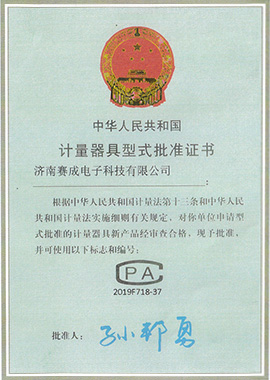 中华人民共和国
计量器具型式批准证书
济南赛成电子科技有限公司
:
根据中华人民共和国计量法第十三条和中华人民
共和国计量法实施细则有关规定，对你单位申请型
式批准的计量器具新产品经审查合格，现予批准，
并可使用以下标志和编号:
CPA
2019F718-37
批准人: